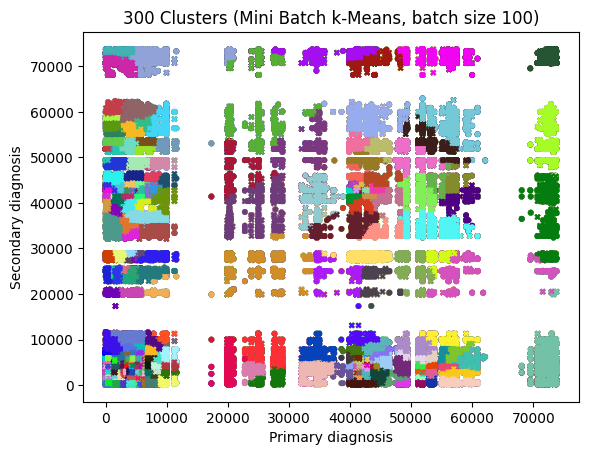 300 Clusters (Mini Batch k-Means, batch size 100)
Secondary diagnosis
70000
60000
50000
40000
30000
20000
10000
0
0 10000 20000 30000 40000 50000 60000 70000
Primary diagnosis